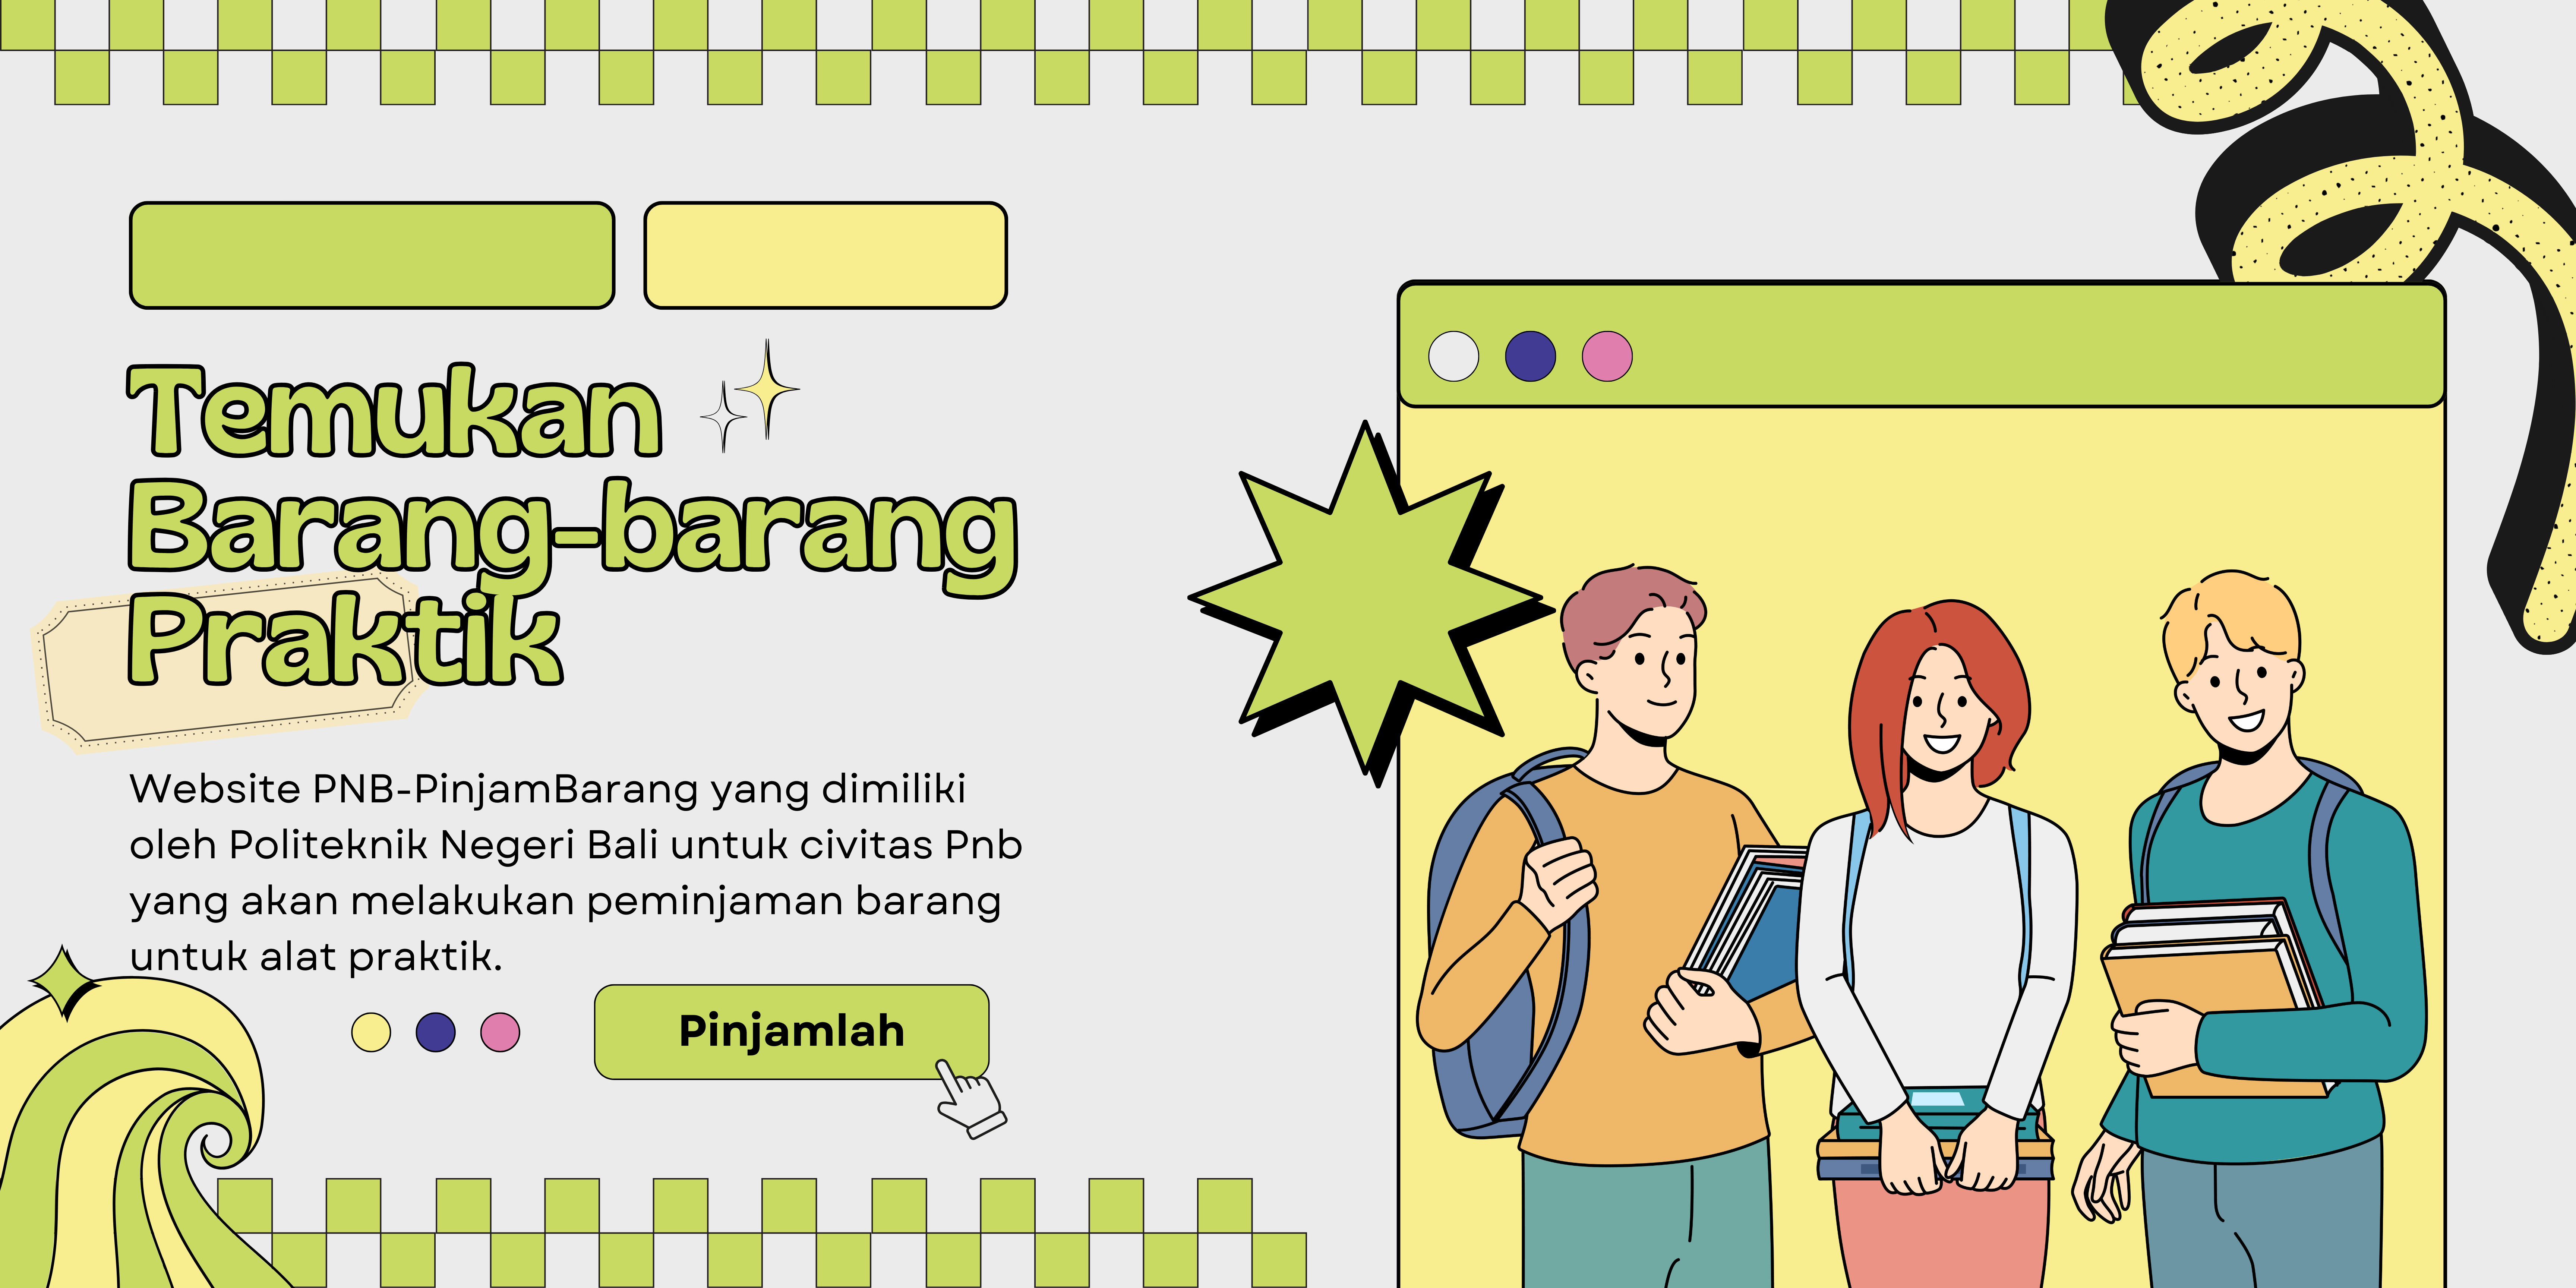 Temukan
Barang-barang
Praktik
Website PNB-PinjamBarang yang dimiliki
oleh Politeknik Negeri Bali untuk civitas Pnb
yang akan melakukan peminjaman barang
untuk alat praktik.
Pinjamlah